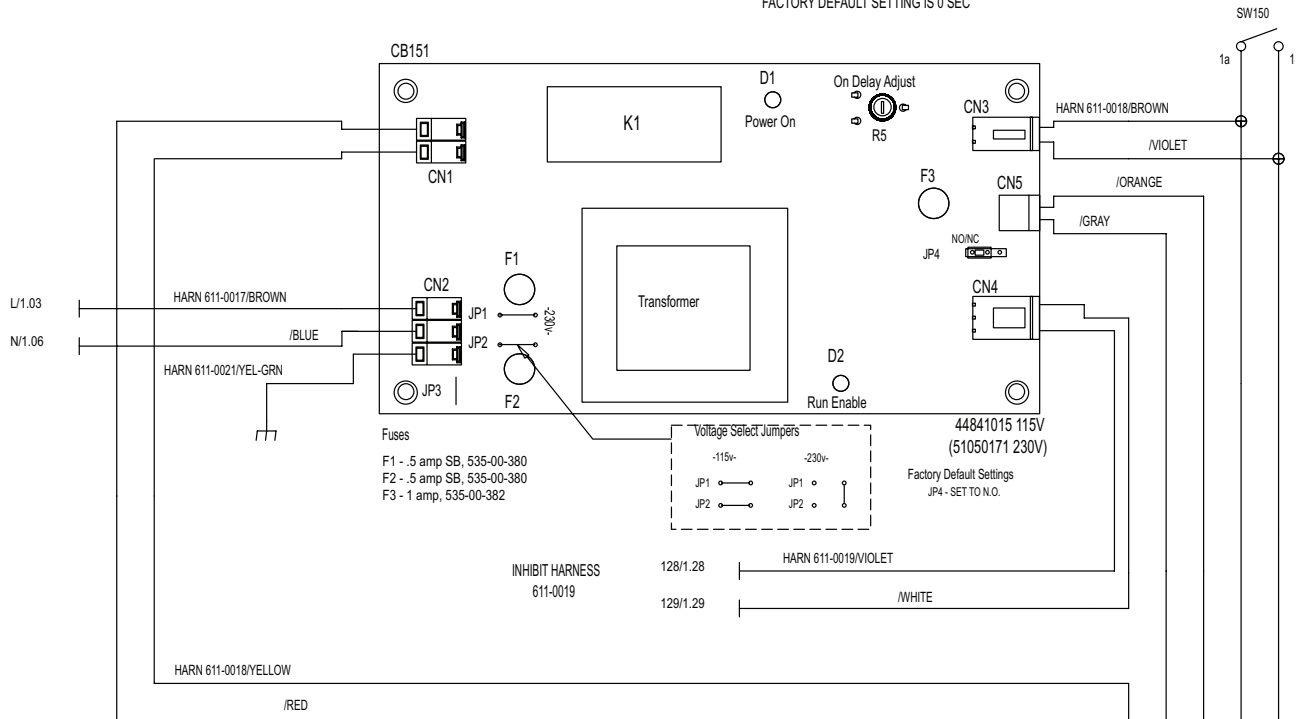 FACTORY DEFAULT SETTING IS 0 SEC
SW150
1a
1
CB151
D1
Power On
On Delay Adjust
R5
K1
CN3
HARN 611-0018/BROWN
/VIOLET
CN1
F3
CN5
/ORANGE
/GRAY
NO/NC
JP4
F1
CN2
L/1.03
HARN 611-0017/BROWN
JP1
-230v-
Transformer
CN4
N/1.06
/BLUE
JP2
HARN 611-0021/YEL-GRN
JP3
F2
D2
Run Enable
44841015 115V
(51050171 230V)
Fuses
F1 - .5 amp SB, 535-00-380
F2 - .5 amp SB, 535-00-380
F3 - 1 amp, 535-00-382
Voltage Select Jumpers
-115v-
-230v-
JP1
JP1
JP2
JP2
Factory Default Settings
JP4 - SET TO N.O.
INHIBIT HARNESS
611-0019
128/1.28
HARN 611-0019/VIOLET
129/1.29
/WHITE
HARN 611-0018/YELLOW
/RED